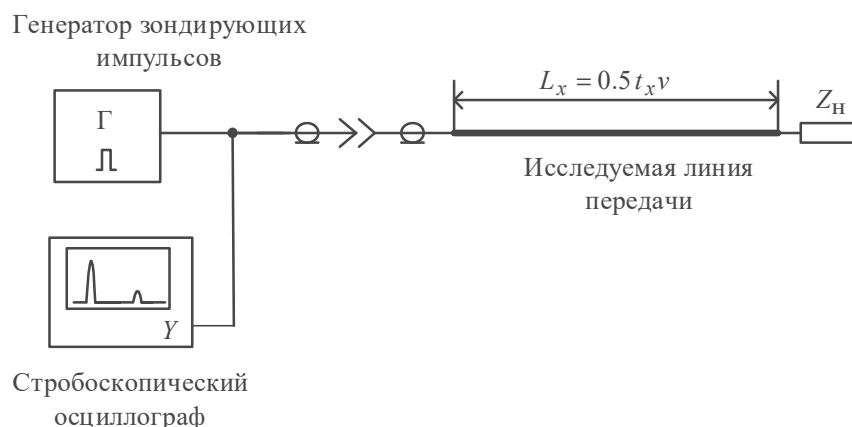 Генератор зондирующих
импульсов
Г
L_x = 0.5 t_x v
Z_Н
Исследуемая линия
передачи
Y
Стробоскопический
осциллограф